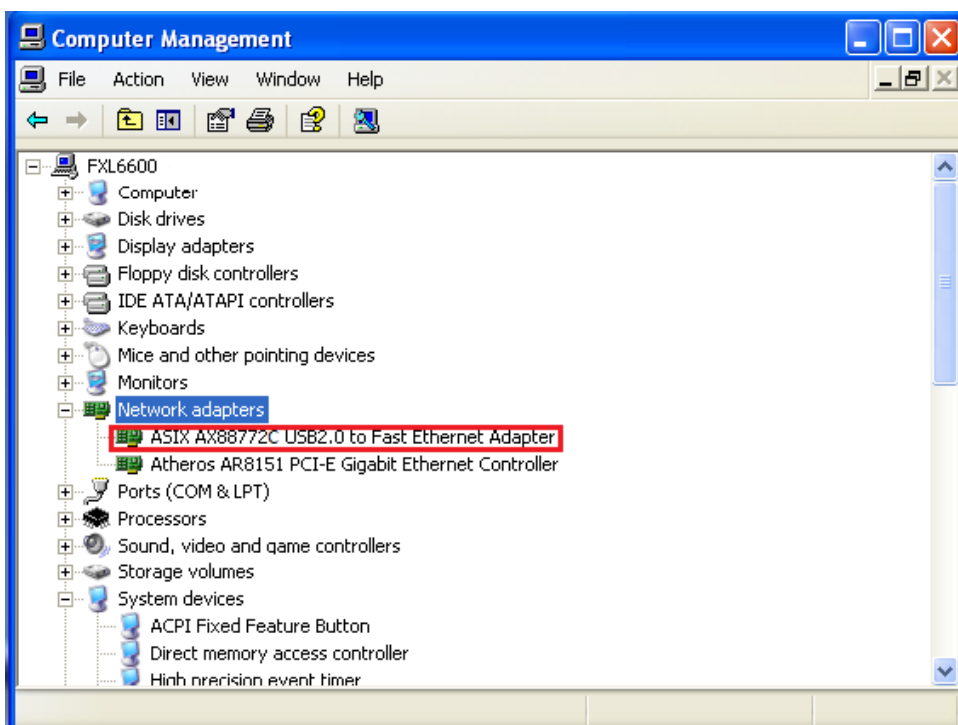 Computer Management
File Action View Window Help
FXL6600
Computer
Disk drives
Display adapters
Floppy disk controllers
IDE ATA/ATAPI controllers
Keyboards
Mice and other pointing devices
Monitors
Network adapters
ASIX AX88772C USB2.0 to Fast Ethernet Adapter
Atheros AR8151 PCI-E Gigabit Ethernet Controller
Ports (COM & LPT)
Processors
Sound, video and game controllers
Storage volumes
System devices
ACPI Fixed Feature Button
Direct memory access controller
High precision event timer